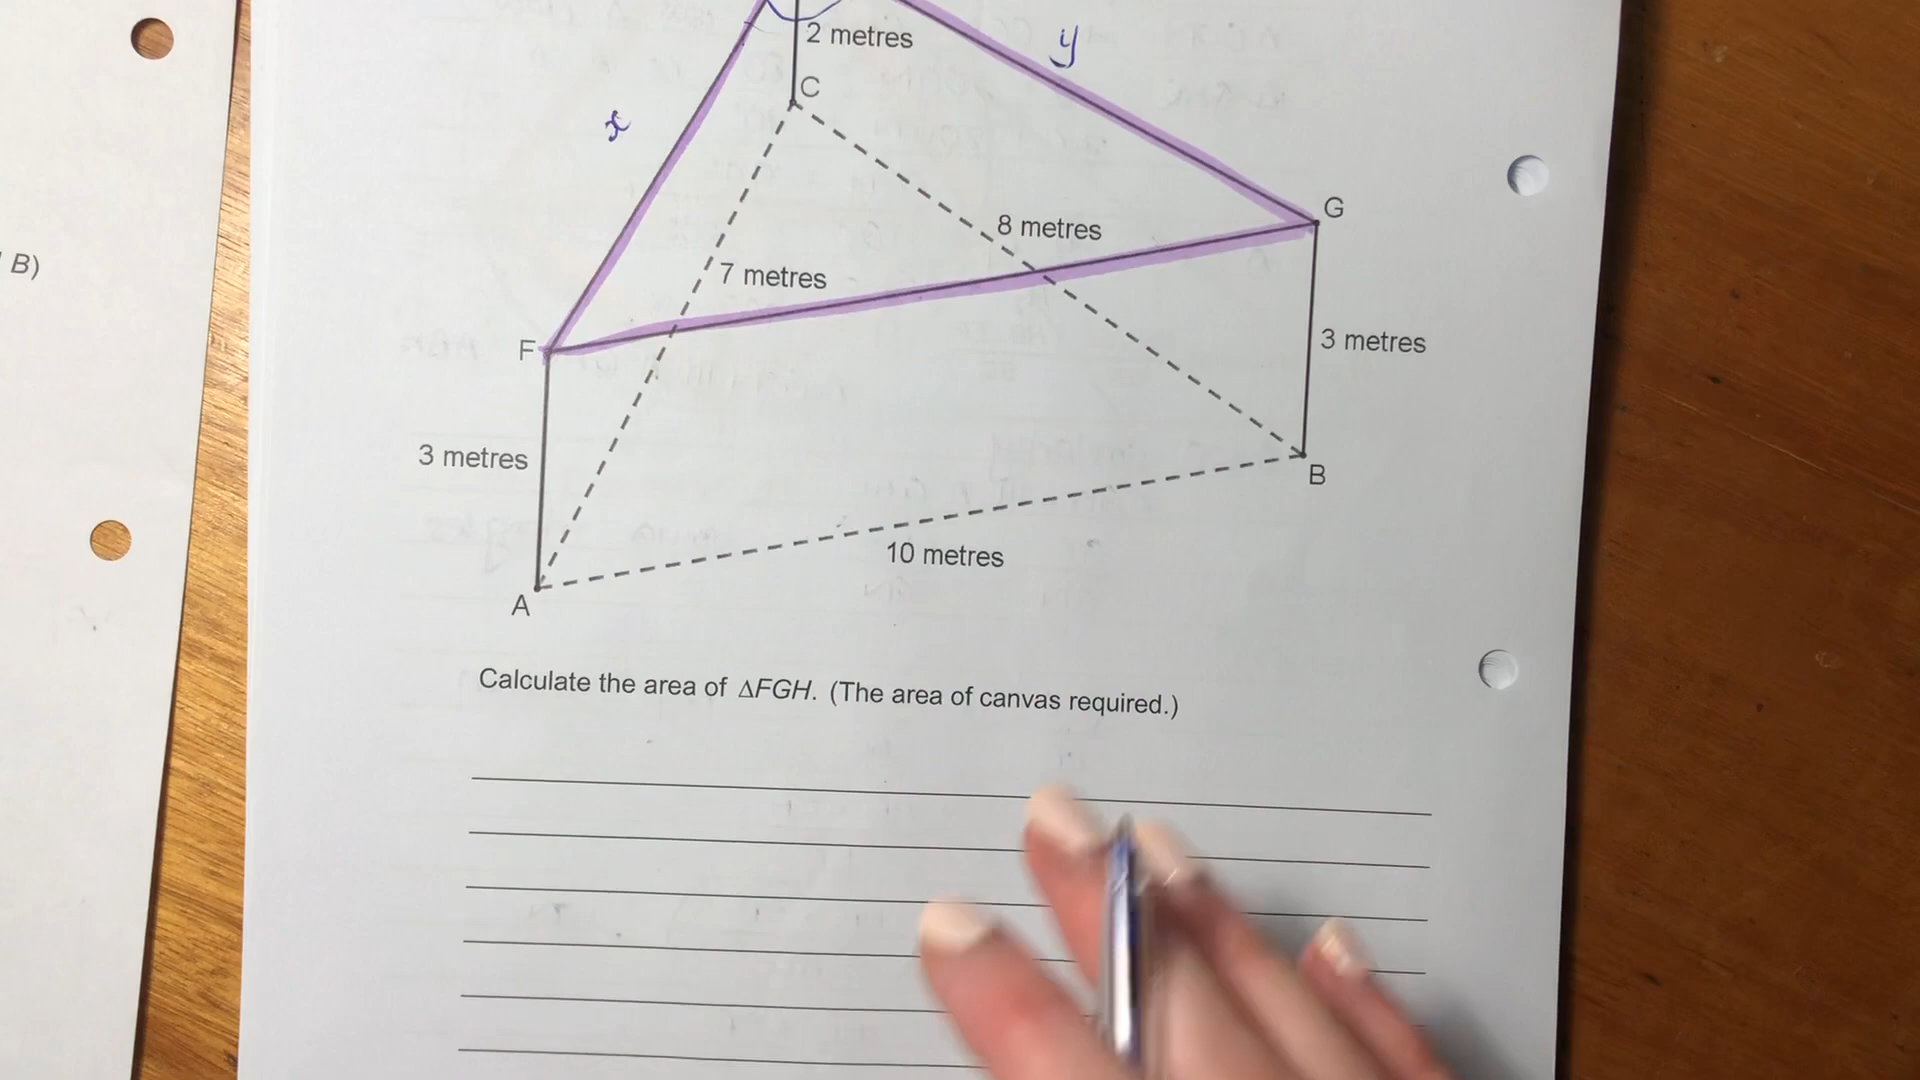 2 metres
y
C
x
G
8 metres
B)
7 metres
F
3 metres
3 metres
B
10 metres
A
Calculate the area of ΔFGH. (The area of canvas required.)